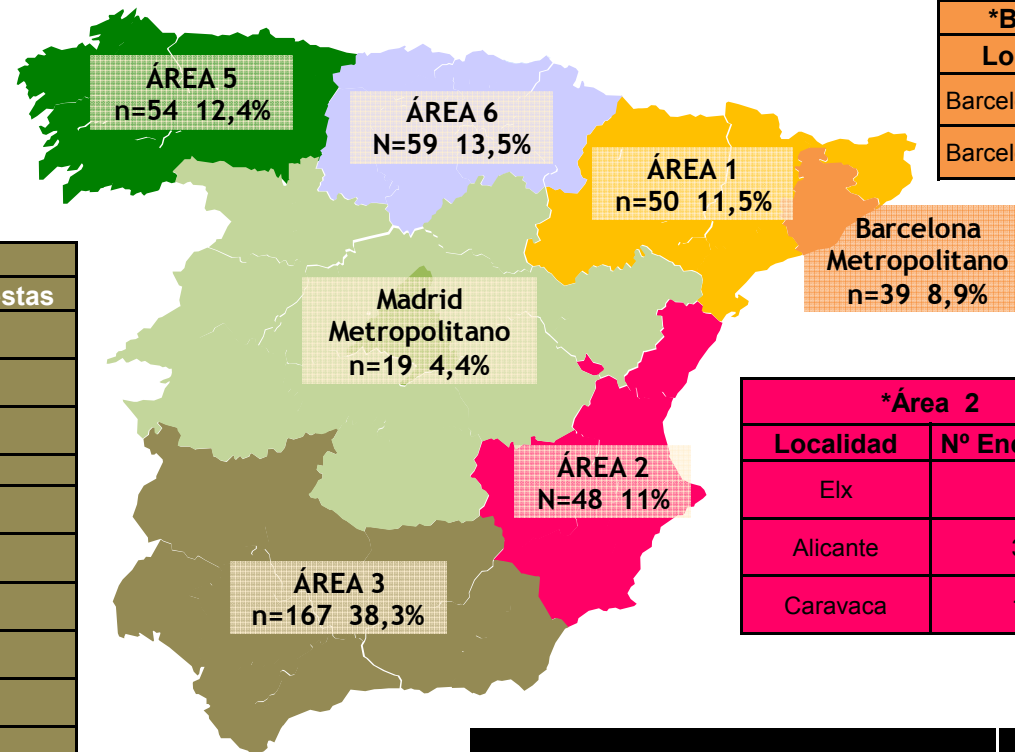 *B
Lo
Barcel
Barcel
ÁREA 5
n=54 12,4%
ÁREA 6
N=59 13,5%
ÁREA 1
n=50 11,5%
Barcelona
Metropolitano
n=39 8,9%
stas
Madrid
Metropolitano
n=19 4,4%
*Área 2
Localidad Nº En
Elx
Alicante
Caravaca
ÁREA 2
N=48 11%
ÁREA 3
n=167 38,3%